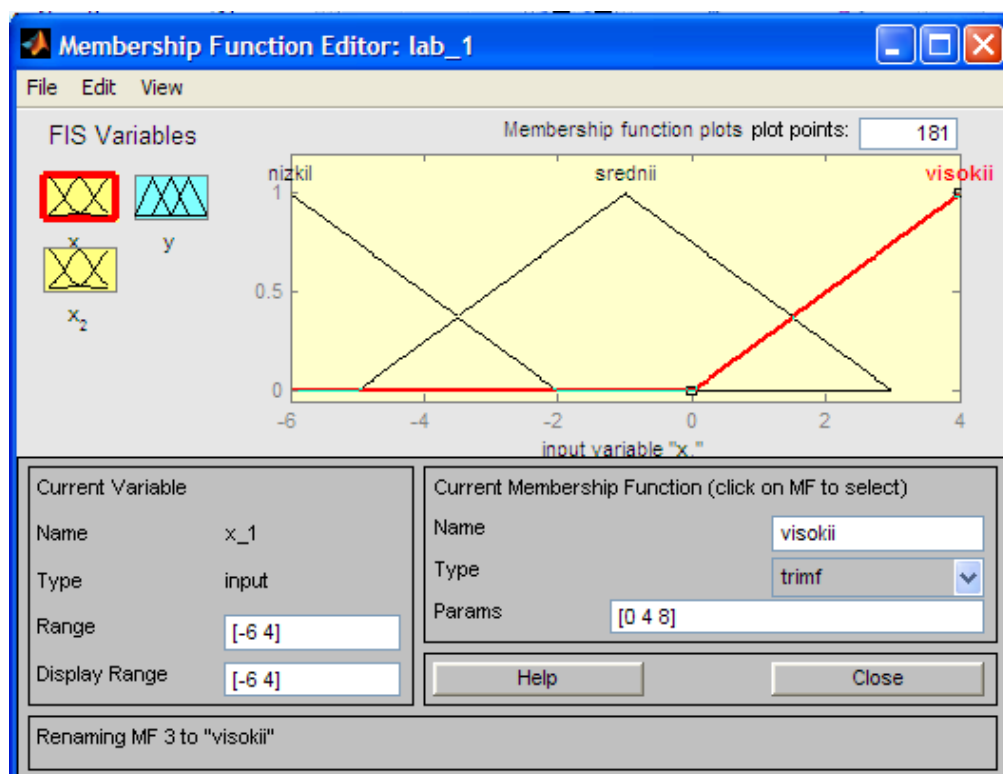 Membership Function Editor: lab_1
File Edit View
FIS Variables
Membership function plots plot points: 181
x
y
x2
nizkil srednii visokii
1
0.5
0
-6 -4 -2 0 2 4
input variable "x."
Current Variable
Name x_1
Type input
Range [-6 4]
Display Range [-6 4]
Current Membership Function (click on MF to select)
Name visokii
Type trimf
Params [0 4 8]
Help Close
Renaming MF 3 to "visokii"